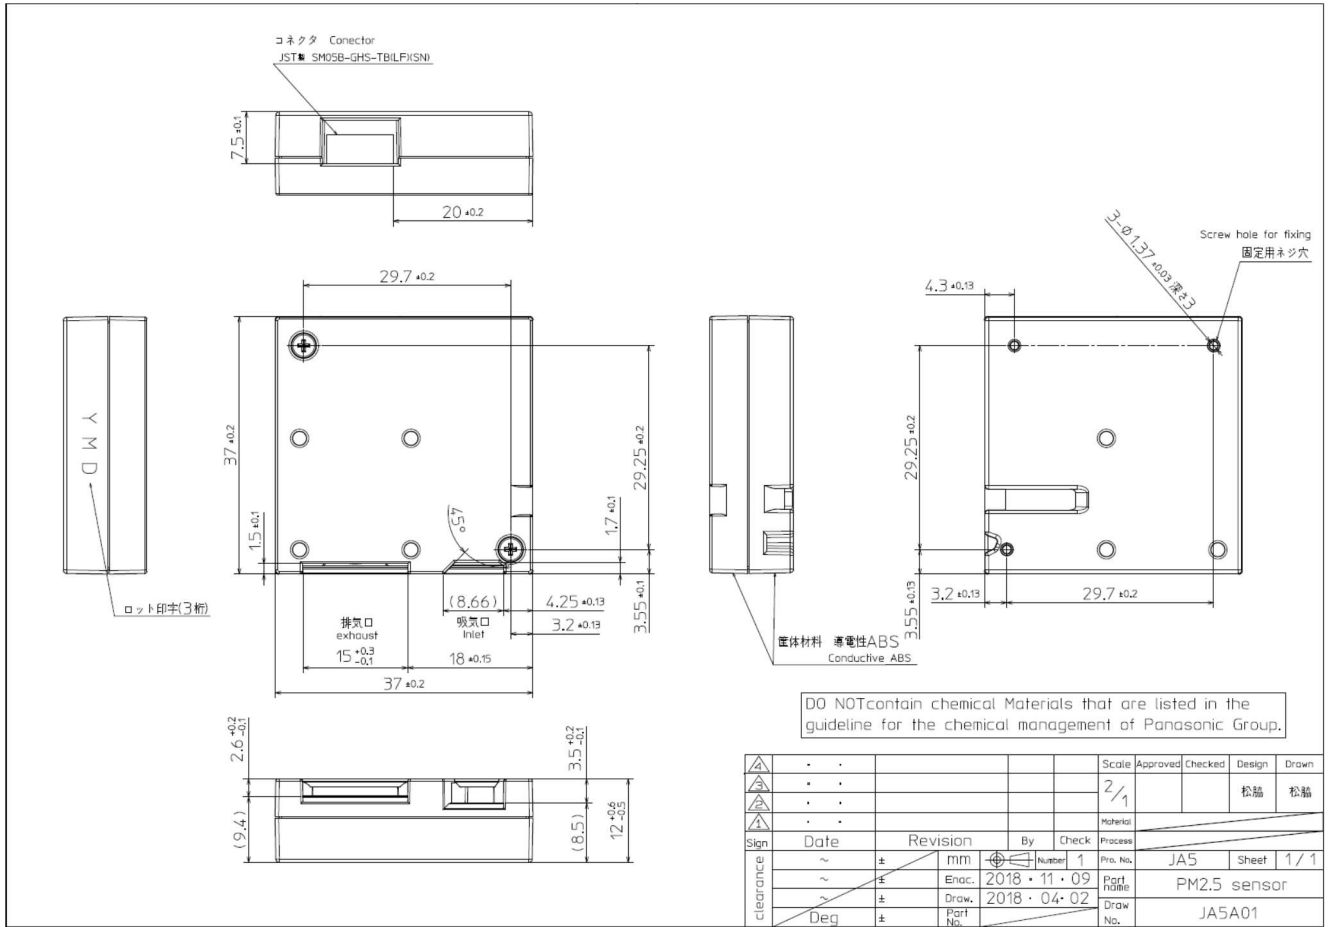 コネクタ Conector
JST製 SM05B-GHS-TB(LF)(SN)
7.5 ±0.1
20 ±0.2
29.7 ±0.2
3-Ø1.37 ±0.03 深さ3
Screw hole for fixing
固定用ネジ穴
4.3 ±0.13
YMD
37 ±0.2
29.25 ±0.2
29.25 ±0.2
1.5 ±0.1
45°
1.7 ±0.1
ロット印字(3桁)
(8.66)
4.25 ±0.13
3.55 ±0.1
3.2 ±0.13
29.7 ±0.2
3.55 ±0.13
排気口
exhaust
吸気口
Inlet
3.2 ±0.13
15 +0.3 -0.1
18 ±0.15
37 ±0.2
筐体材料 導電性ABS
Conductive ABS
DO NOTcontain chemical Materials that are listed in the
guideline for the chemical management of Panasonic Group.
2.6 +0.2 -0.1
3.5 +0.2 -0.1
(9.4)
(8.5)
12 +0.6 -0.5
4 · · Scale Approved Checked Design Drawn
3 · · 2/1 松脇 松脇
2 · ·
1 · · Material
Sign Date Revision By Check Process
clearance ~ ± mm Number 1 Pro. No. JA5 Sheet 1/1
~ ± Enac. 2018・11・09 Part name PM2.5 sensor
~ ± Draw. 2018・04・02
Deg ± Part No. Draw No. JA5A01